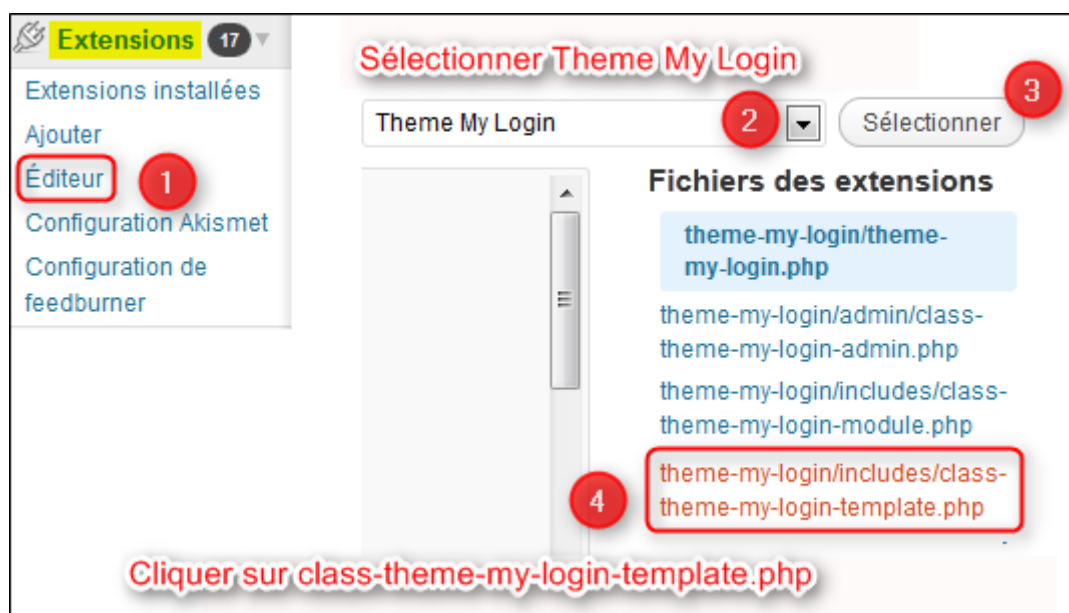 Extensions 17
Extensions installées
Ajouter
Éditeur
1
Configuration Akismet
Configuration de
feedburner
Sélectionner Theme My Login
Theme My Login
2
Sélectionner
3
Fichiers des extensions
theme-my-login/theme-
my-login.php
theme-my-login/admin/class-
theme-my-login-admin.php
theme-my-login/includes/class-
theme-my-login-module.php
4
theme-my-login/includes/class-
theme-my-login-template.php
Cliquer sur class-theme-my-login-template.php